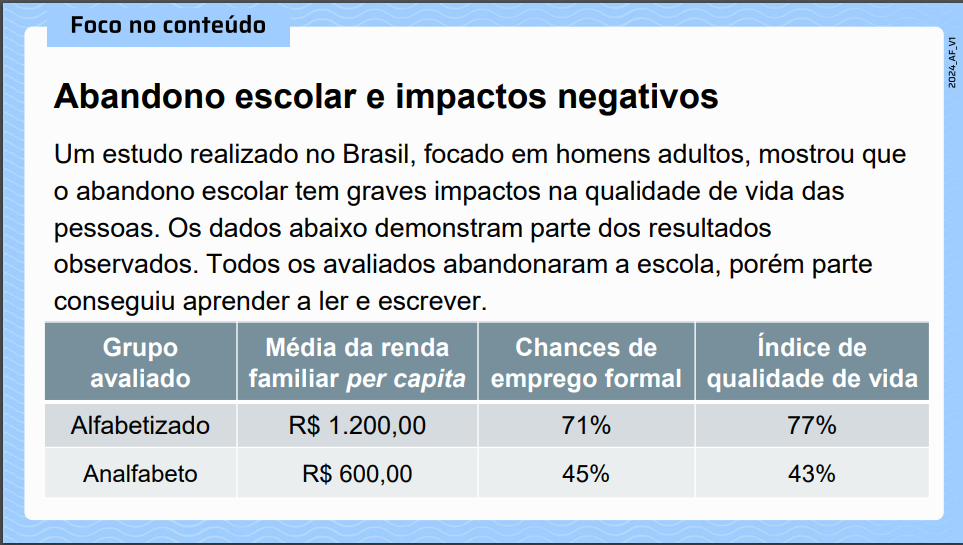 Foco no conteúdo
2024_AF_V1
Abandono escolar e impactos negativos
Um estudo realizado no Brasil, focado em homens adultos, mostrou que
o abandono escolar tem graves impactos na qualidade de vida das
pessoas. Os dados abaixo demonstram parte dos resultados
observados. Todos os avaliados abandonaram a escola, porém parte
conseguiu aprender a ler e escrever.
Grupo avaliado Média da renda familiar per capita Chances de emprego formal Índice de qualidade de vida
Alfabetizado R$ 1.200,00 71% 77%
Analfabeto R$ 600,00 45% 43%